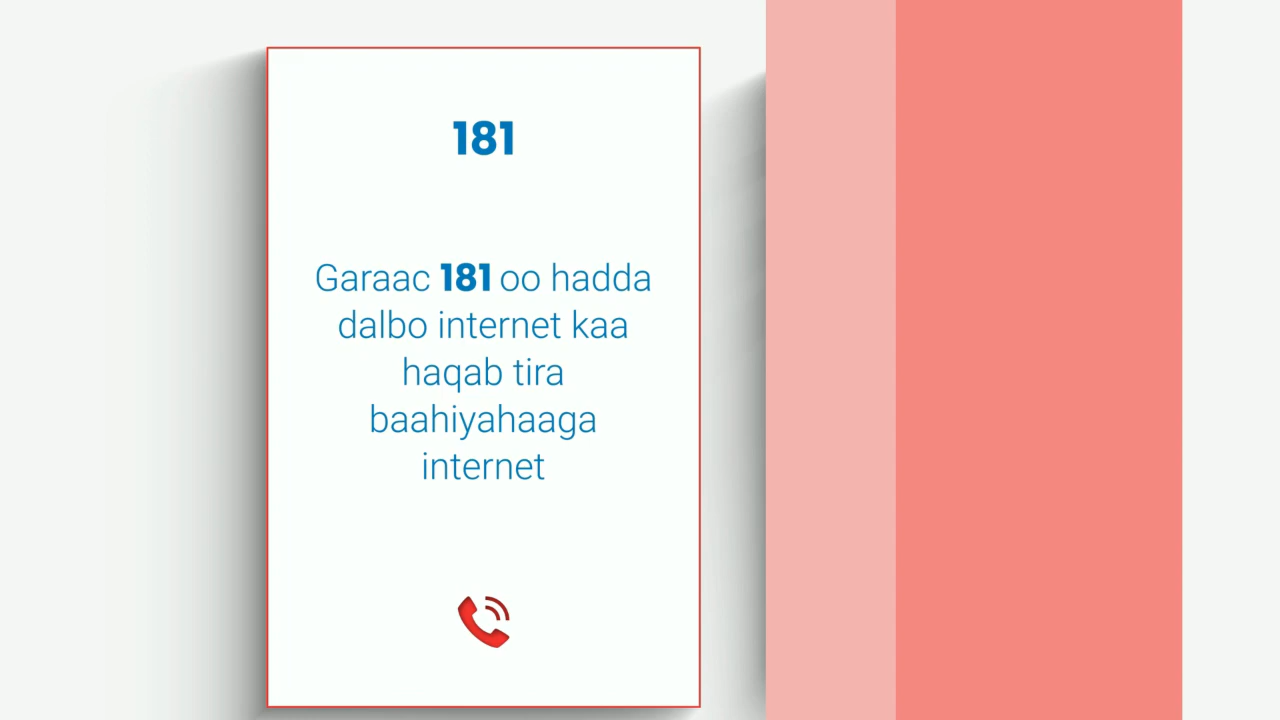 181
Garaac 181 oo hadda
dalbo internet kaa
haqab tira
baahiyahaaga
internet